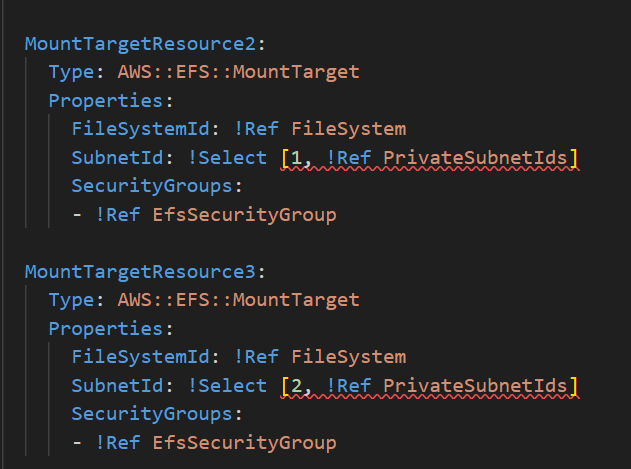 MountTargetResource2:
Type: AWS::EFS::MountTarget
Properties:
FileSystemId: !Ref FileSystem
SubnetId: !Select [1, !Ref PrivateSubnetIds]
SecurityGroups:
- !Ref EfsSecurityGroup
MountTargetResource3:
Type: AWS::EFS::MountTarget
Properties:
FileSystemId: !Ref FileSystem
SubnetId: !Select [2, !Ref PrivateSubnetIds]
SecurityGroups:
- !Ref EfsSecurityGroup